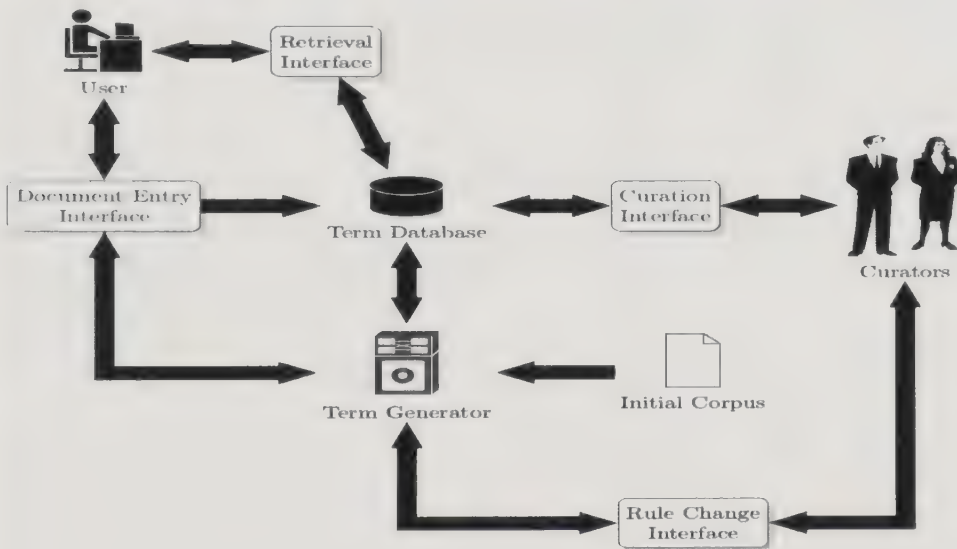 Retrieval
Interface
User
Document Entry
Interface
Curation
Interface
Term Database
Curators
Term Generator
Initial Corpus
Rule Change
Interface